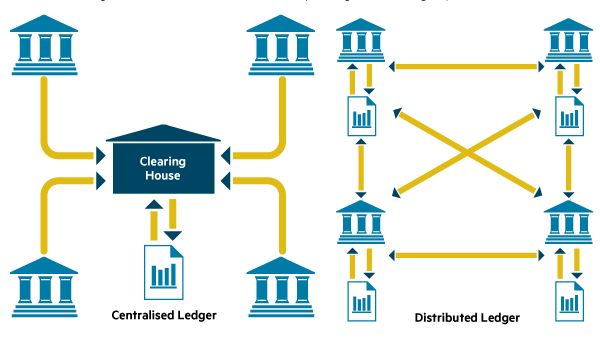 Clearing
House
Centralised Ledger
Distributed Ledger